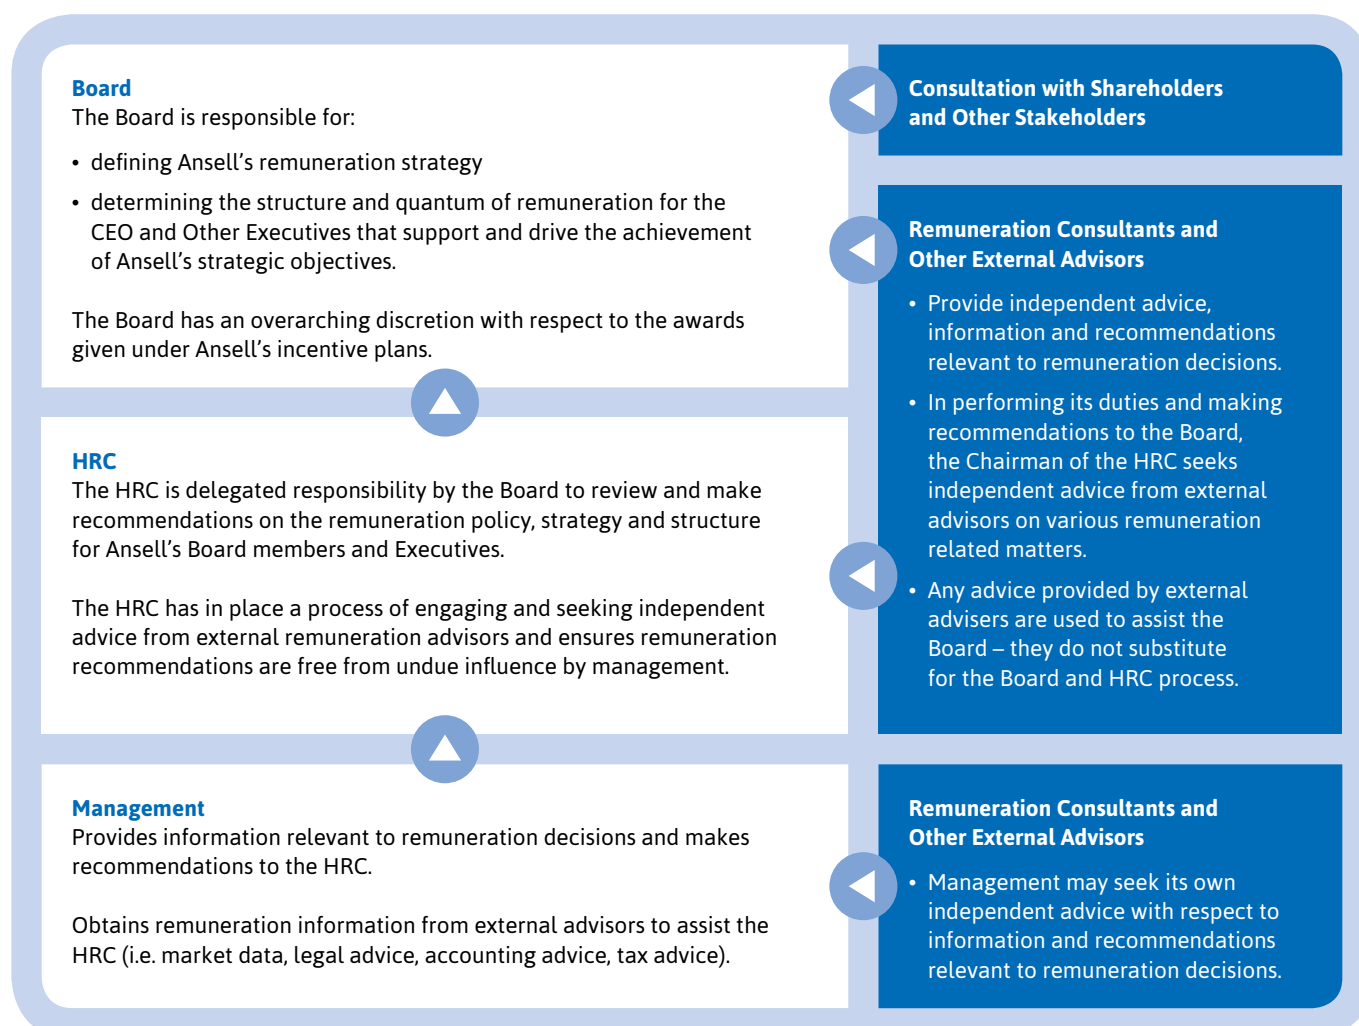 Board
The Board is responsible for:
• defining Ansell’s remuneration strategy
• determining the structure and quantum of remuneration for the
CEO and Other Executives that support and drive the achievement
of Ansell’s strategic objectives.
The Board has an overarching discretion with respect to the awards
given under Ansell’s incentive plans.
HRC
The HRC is delegated responsibility by the Board to review and make
recommendations on the remuneration policy, strategy and structure
for Ansell’s Board members and Executives.
The HRC has in place a process of engaging and seeking independent
advice from external remuneration advisors and ensures remuneration
recommendations are free from undue influence by management.
Management
Provides information relevant to remuneration decisions and makes
recommendations to the HRC.
Obtains remuneration information from external advisors to assist the
HRC (i.e. market data, legal advice, accounting advice, tax advice).
Consultation with Shareholders
and Other Stakeholders
Remuneration Consultants and
Other External Advisors
• Provide independent advice,
information and recommendations
relevant to remuneration decisions.
• In performing its duties and making
recommendations to the Board,
the Chairman of the HRC seeks
independent advice from external
advisors on various remuneration
related matters.
• Any advice provided by external
advisers are used to assist the
Board – they do not substitute
for the Board and HRC process.
Remuneration Consultants and
Other External Advisors
• Management may seek its own
independent advice with respect to
information and recommendations
relevant to remuneration decisions.